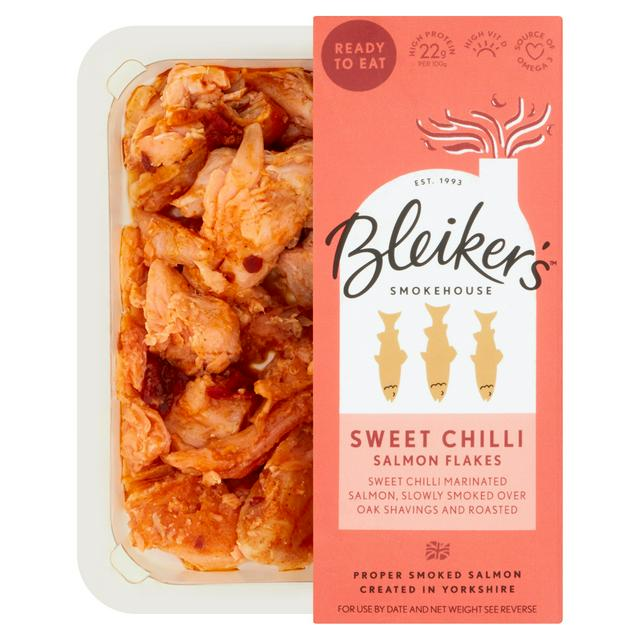 READY
TO EAT
HIGH PROTEIN
22g
PER 100g
HIGH VIT D
SOURCE OF
OMEGA 3
EST. 1993
Bleiker's™
SMOKEHOUSE
SWEET CHILLI
SALMON FLAKES
SWEET CHILLI MARINATED
SALMON, SLOWLY SMOKED OVER
OAK SHAVINGS AND ROASTED
PROPER SMOKED SALMON
CREATED IN YORKSHIRE
FOR USE BY DATE AND NET WEIGHT SEE REVERSE